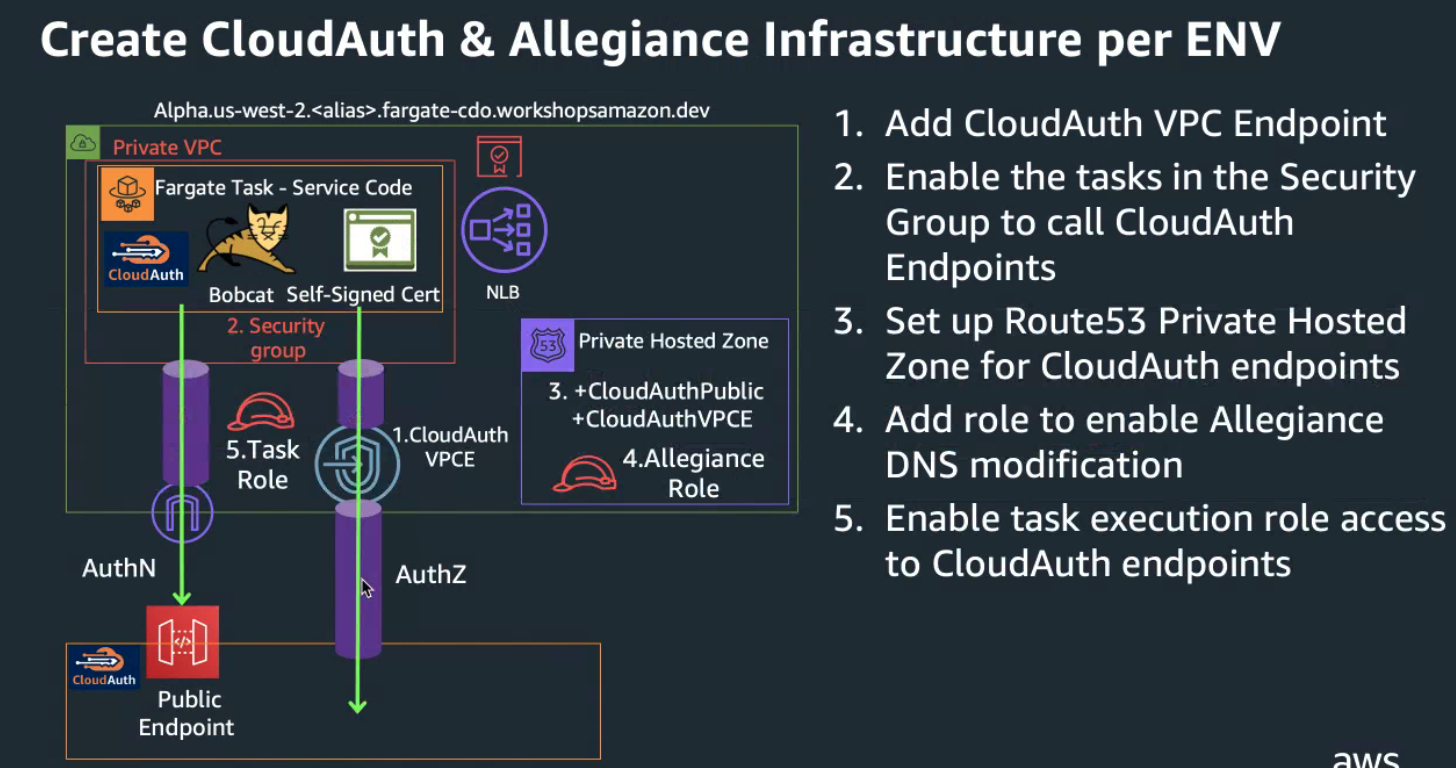 Create CloudAuth & Allegiance Infrastructure per ENV
Alpha.us-west-2.<alias>.fargate-cdo.workshopsamazon.dev
Private VPC
Fargate Task - Service Code
CloudAuth
Bobcat
Self-Signed Cert
NLB
2. Security
group
53
Private Hosted Zone
3. +CloudAuthPublic
+CloudAuthVPCE
4.Allegiance
Role
5.Task
Role
1.CloudAuth
VPCE
AuthN
AuthZ
CloudAuth
Public
Endpoint
1. Add CloudAuth VPC Endpoint
2. Enable the tasks in the Security
Group to call CloudAuth
Endpoints
3. Set up Route53 Private Hosted
Zone for CloudAuth endpoints
4. Add role to enable Allegiance
DNS modification
5. Enable task execution role access
to CloudAuth endpoints
aws